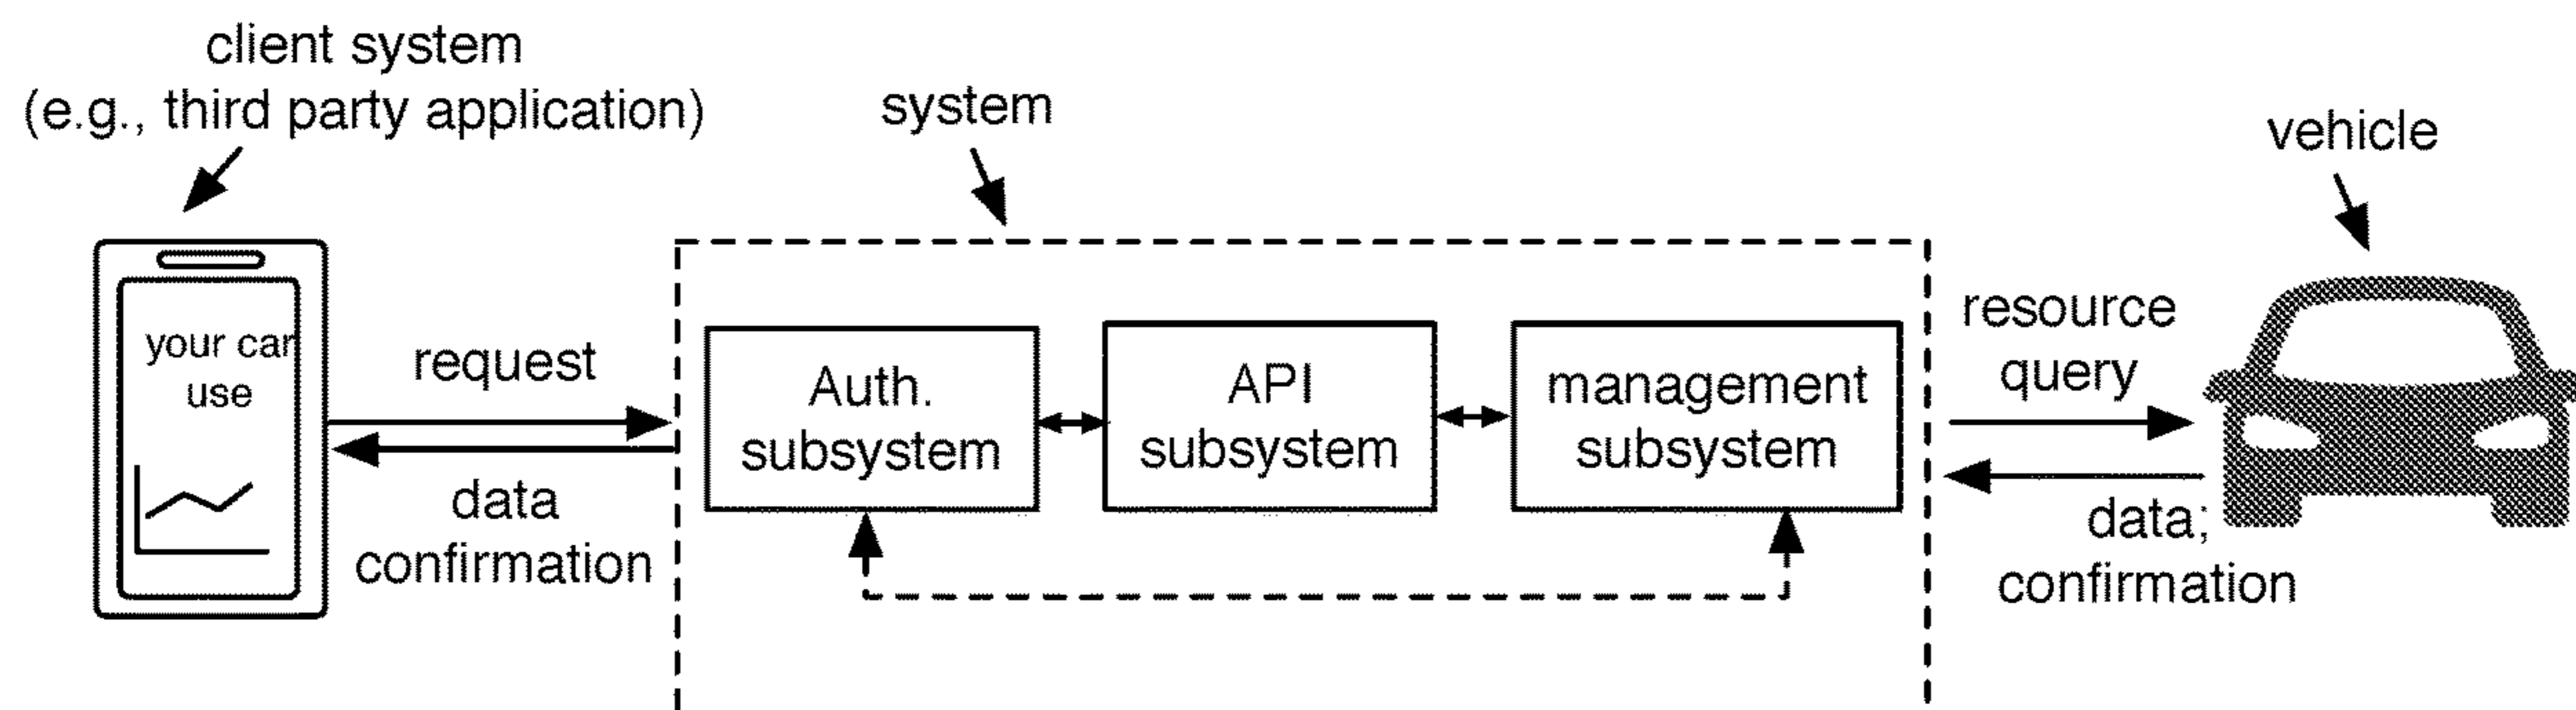 client system
(e.g., third party application)
system
vehicle
your car
use
request
data
confirmation
Auth.
subsystem
API
subsystem
management
subsystem
resource
query
data;
confirmation